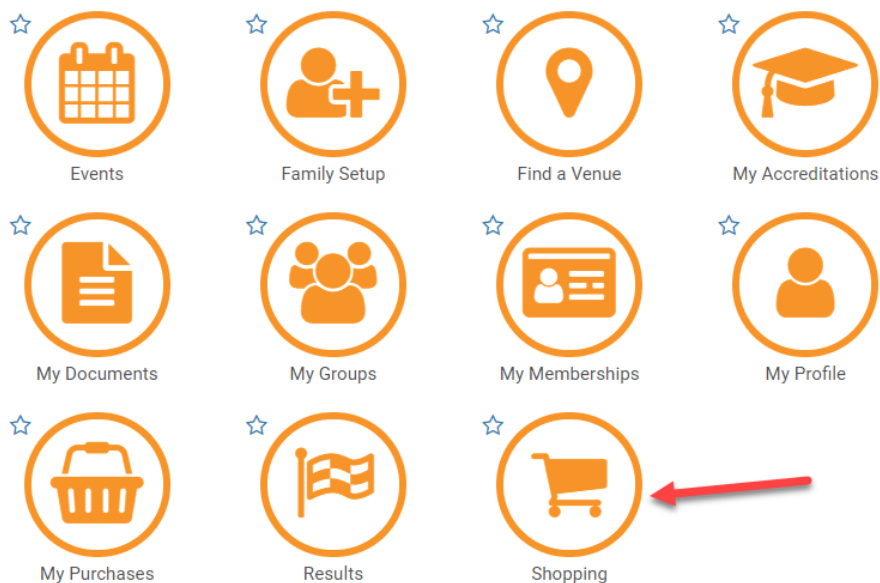 Events
Family Setup
Find a Venue
My Accreditations
My Documents
My Groups
My Memberships
My Profile
My Purchases
Results
Shopping